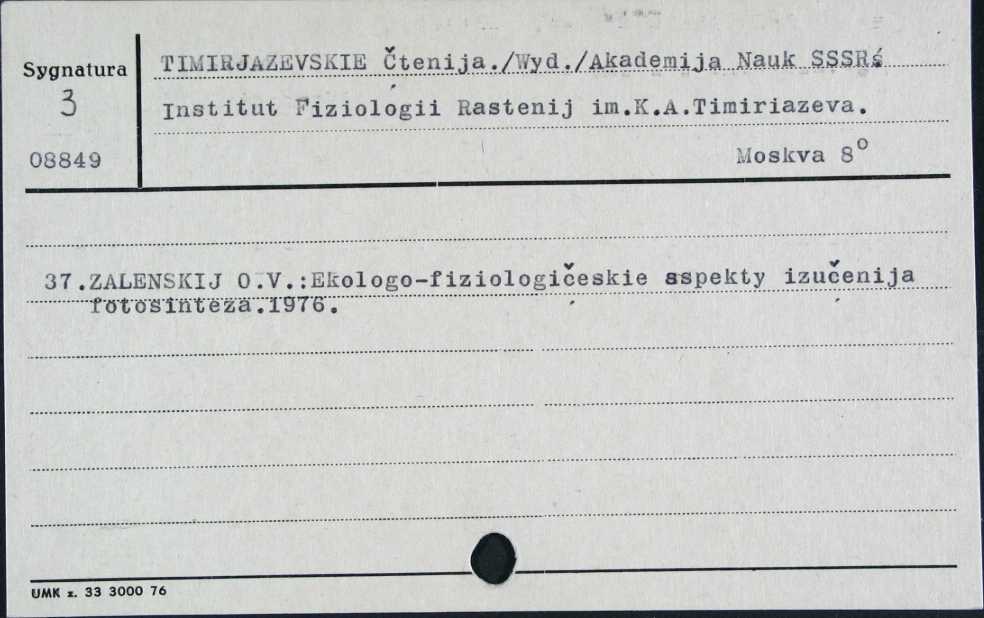 Sygnatura
3
08849
TIMIRJAZEVSKIE Čtenija./Wyd./Akademija Nauk SSSRś
Institut Fiziologii Rastenij im.K.A.Timiriazeva.
Moskva 8°
37.ZALENSKIJ O.V.:Ekologo-fiziologičeskie aspekty izučenija
fotosinteza.1976.
UMK z. 33 3000 76